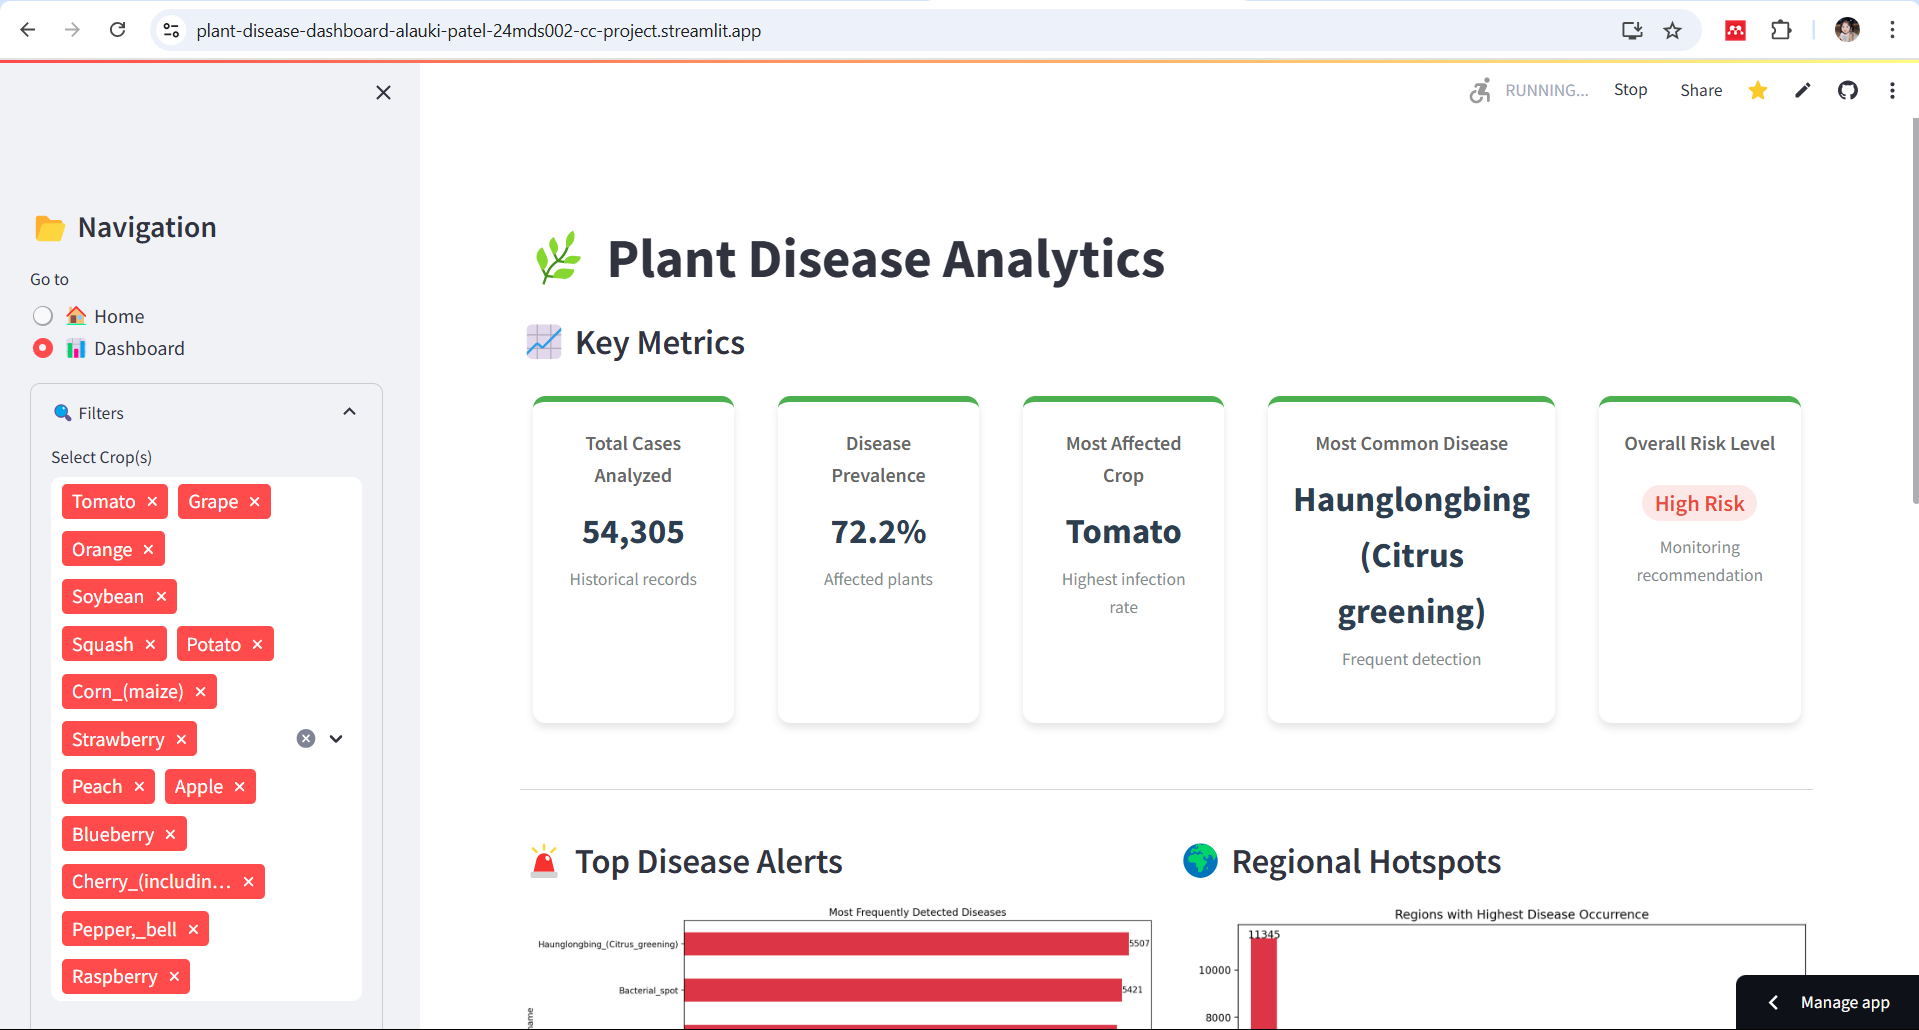 plant-disease-dashboard-alauki-patel-24mds002-cc-project.streamlit.app
RUNNING... Stop Share
Navigation
Go to
Home
Dashboard
Filters
Select Crop(s)
Tomato × Grape ×
Orange ×
Soybean ×
Squash × Potato ×
Corn_(maize) ×
Strawberry ×
Peach × Apple ×
Blueberry ×
Cherry_(includin... ×
Pepper,_bell ×
Raspberry ×
Plant Disease Analytics
Key Metrics
Total Cases
Analyzed
54,305
Historical records
Disease
Prevalence
72.2%
Affected plants
Most Affected
Crop
Tomato
Highest infection
rate
Most Common Disease
Haunglongbing
(Citrus
greening)
Frequent detection
Overall Risk Level
High Risk
Monitoring
recommendation
Top Disease Alerts
Most Frequently Detected Diseases
Haunglongbing_(Citrus_greening) 5507
Bacterial_spot 5421
Regional Hotspots
Regions with Highest Disease Occurrence
11345
10000
8000
Manage app